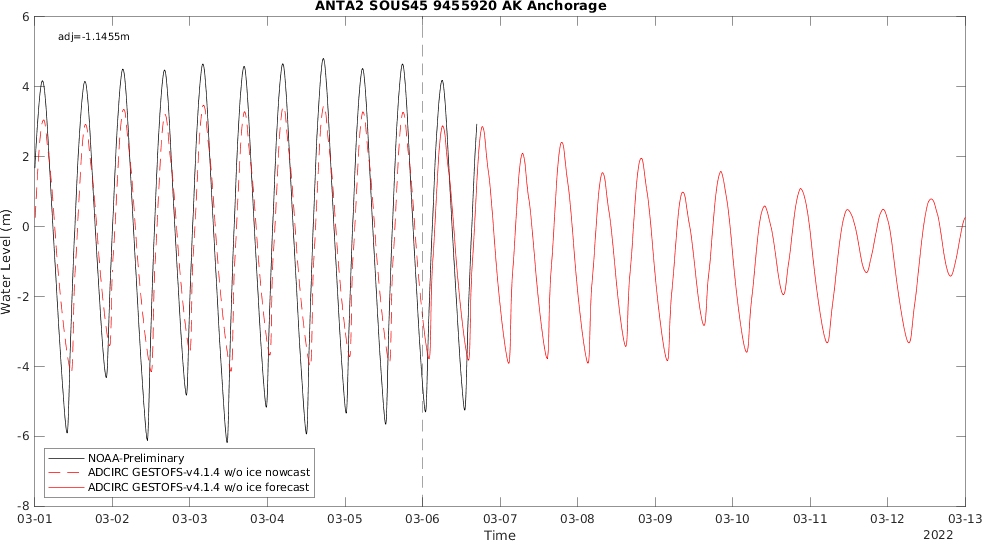 ANTA2 SOUS45 9455920 AK Anchorage
adj=-1.1455m
6
4
2
0
-2
-4
-6
-8
Water Level (m)
NOAA-Preliminary
ADCIRC GESTOFS-v4.1.4 w/o ice nowcast
ADCIRC GESTOFS-v4.1.4 w/o ice forecast
03-01 03-02 03-03 03-04 03-05 03-06 03-07 03-08 03-09 03-10 03-11 03-12 03-13
Time
2022